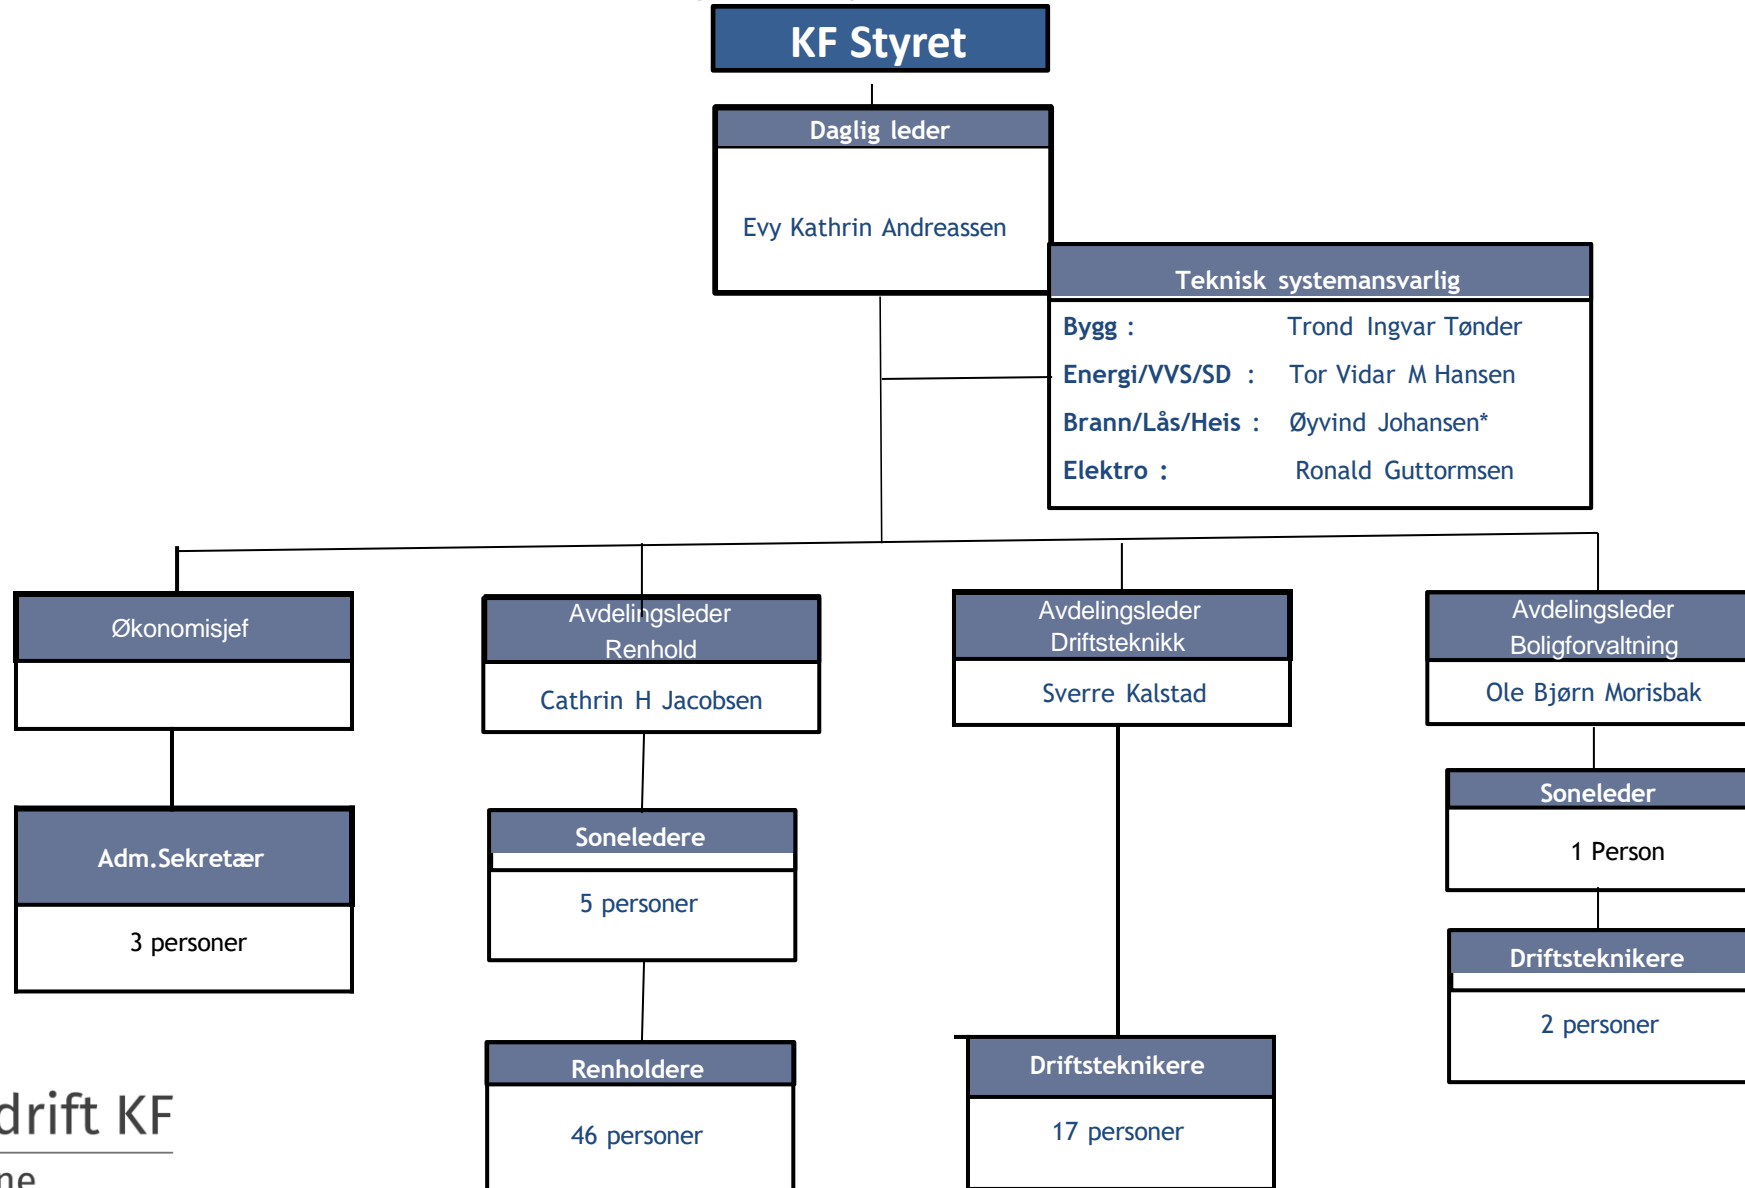 KF Styret
Daglig leder
Evy Kathrin Andreassen
Teknisk systemansvarlig
Bygg : Trond Ingvar Tønder
Energi/VVS/SD : Tor Vidar M Hansen
Brann/Lås/Heis : Øyvind Johansen*
Elektro : Ronald Guttormsen
Økonomisjef
Adm.Sekretær
3 personer
Avdelingsleder
Renhold
Cathrin H Jacobsen
Soneledere
5 personer
Renholdere
46 personer
Avdelingsleder
Driftsteknikk
Sverre Kalstad
Driftsteknikere
17 personer
Avdelingsleder
Boligforvaltning
Ole Bjørn Morisbak
Soneleder
1 Person
Driftsteknikere
2 personer
drift KF